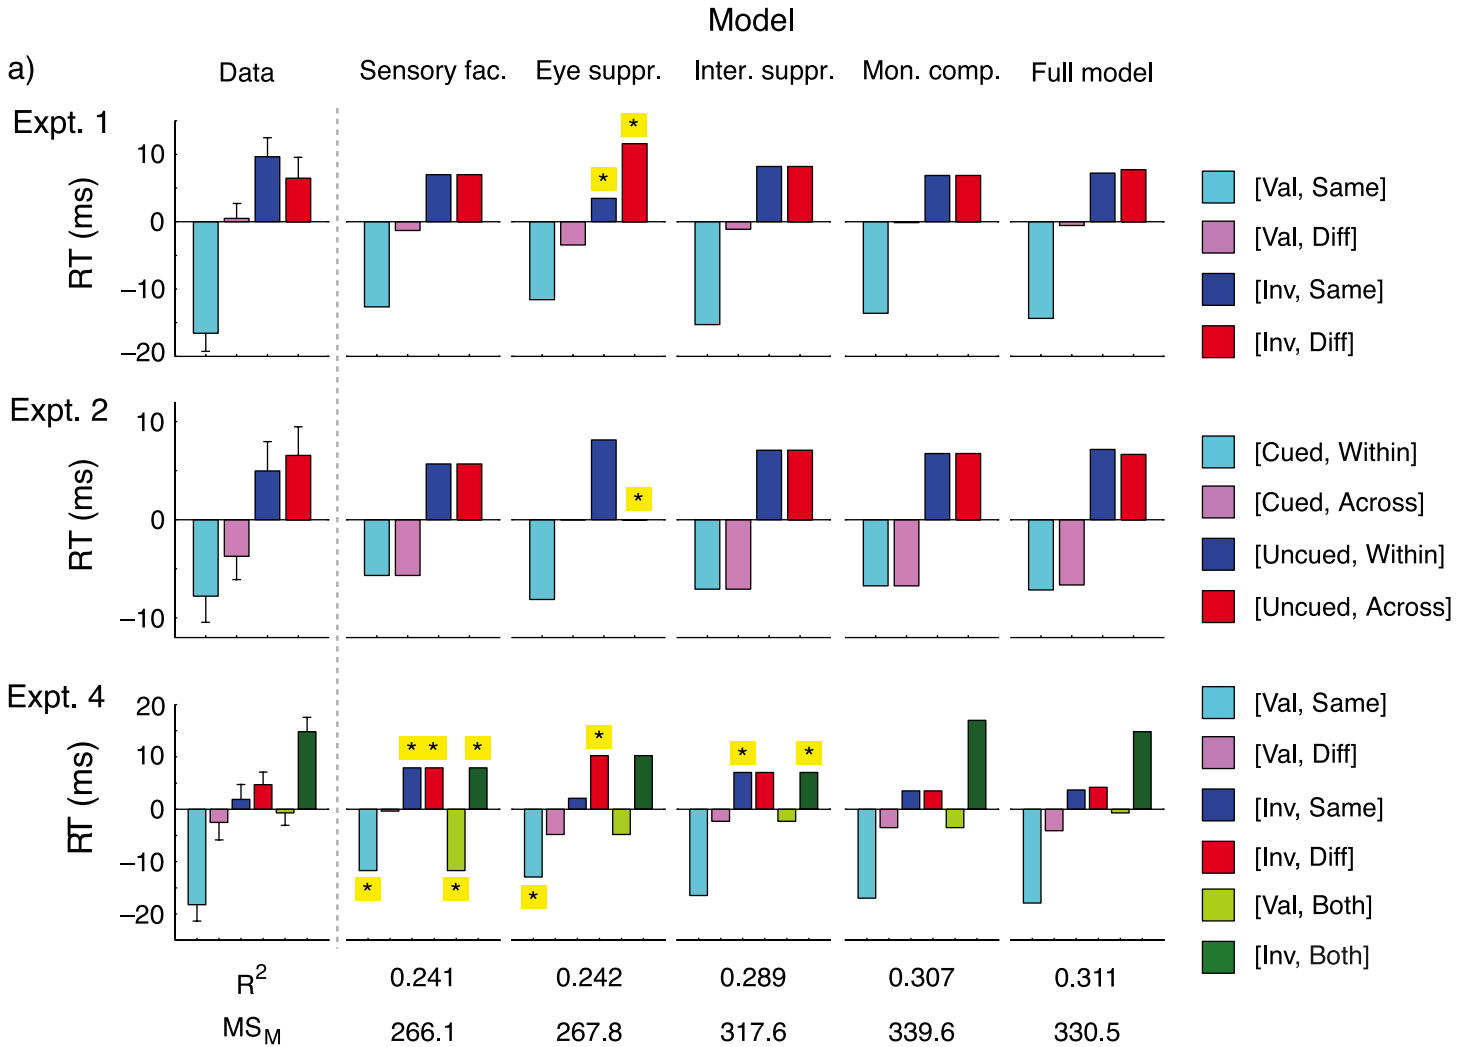 Model
a) Data Sensory fac. Eye suppr. Inter. suppr. Mon. comp. Full model
Expt. 1
RT (ms)
10
0
−10
−20
*
*
[Val, Same]
[Val, Diff]
[Inv, Same]
[Inv, Diff]
Expt. 2
RT (ms)
10
0
−10
*
[Cued, Within]
[Cued, Across]
[Uncued, Within]
[Uncued, Across]
Expt. 4
RT (ms)
20
10
0
−10
−20
* * * * * *
* * *
[Val, Same]
[Val, Diff]
[Inv, Same]
[Inv, Diff]
[Val, Both]
[Inv, Both]
R² 0.241 0.242 0.289 0.307 0.311
MS_M 266.1 267.8 317.6 339.6 330.5